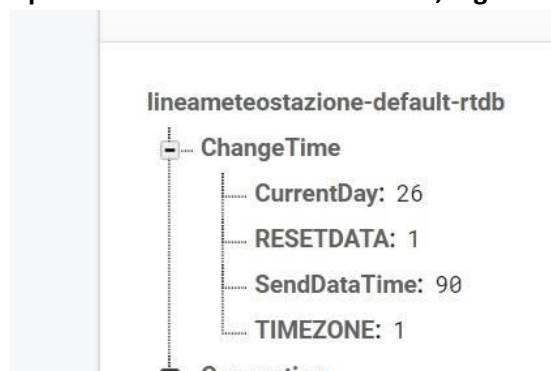 lineameteostazione-default-rtdb
ChangeTime
CurrentDay: 26
RESETDATA: 1
SendDataTime: 90
TIMEZONE: 1